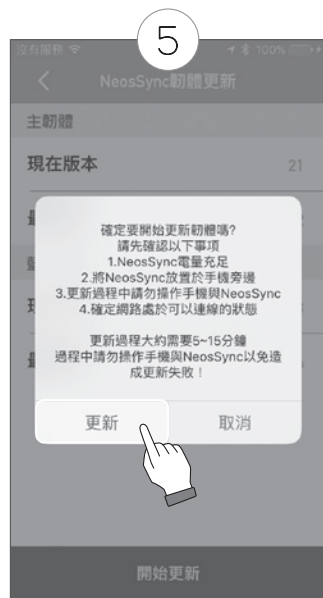 5
沒有服務 100%
NeosSync韌體更新
主韌體
現在版本 21
確定要開始更新韌體嗎?
請先確認以下事項
1.NeosSync電量充足
2.將NeosSync放置於手機旁邊
3.更新過程中請勿操作手機與NeosSync
4.確定網路處於可以連線的狀態
更新過程大約需要5~15分鐘
過程中請勿操作手機與NeosSync以免造
成更新失敗！
更新 取消
開始更新